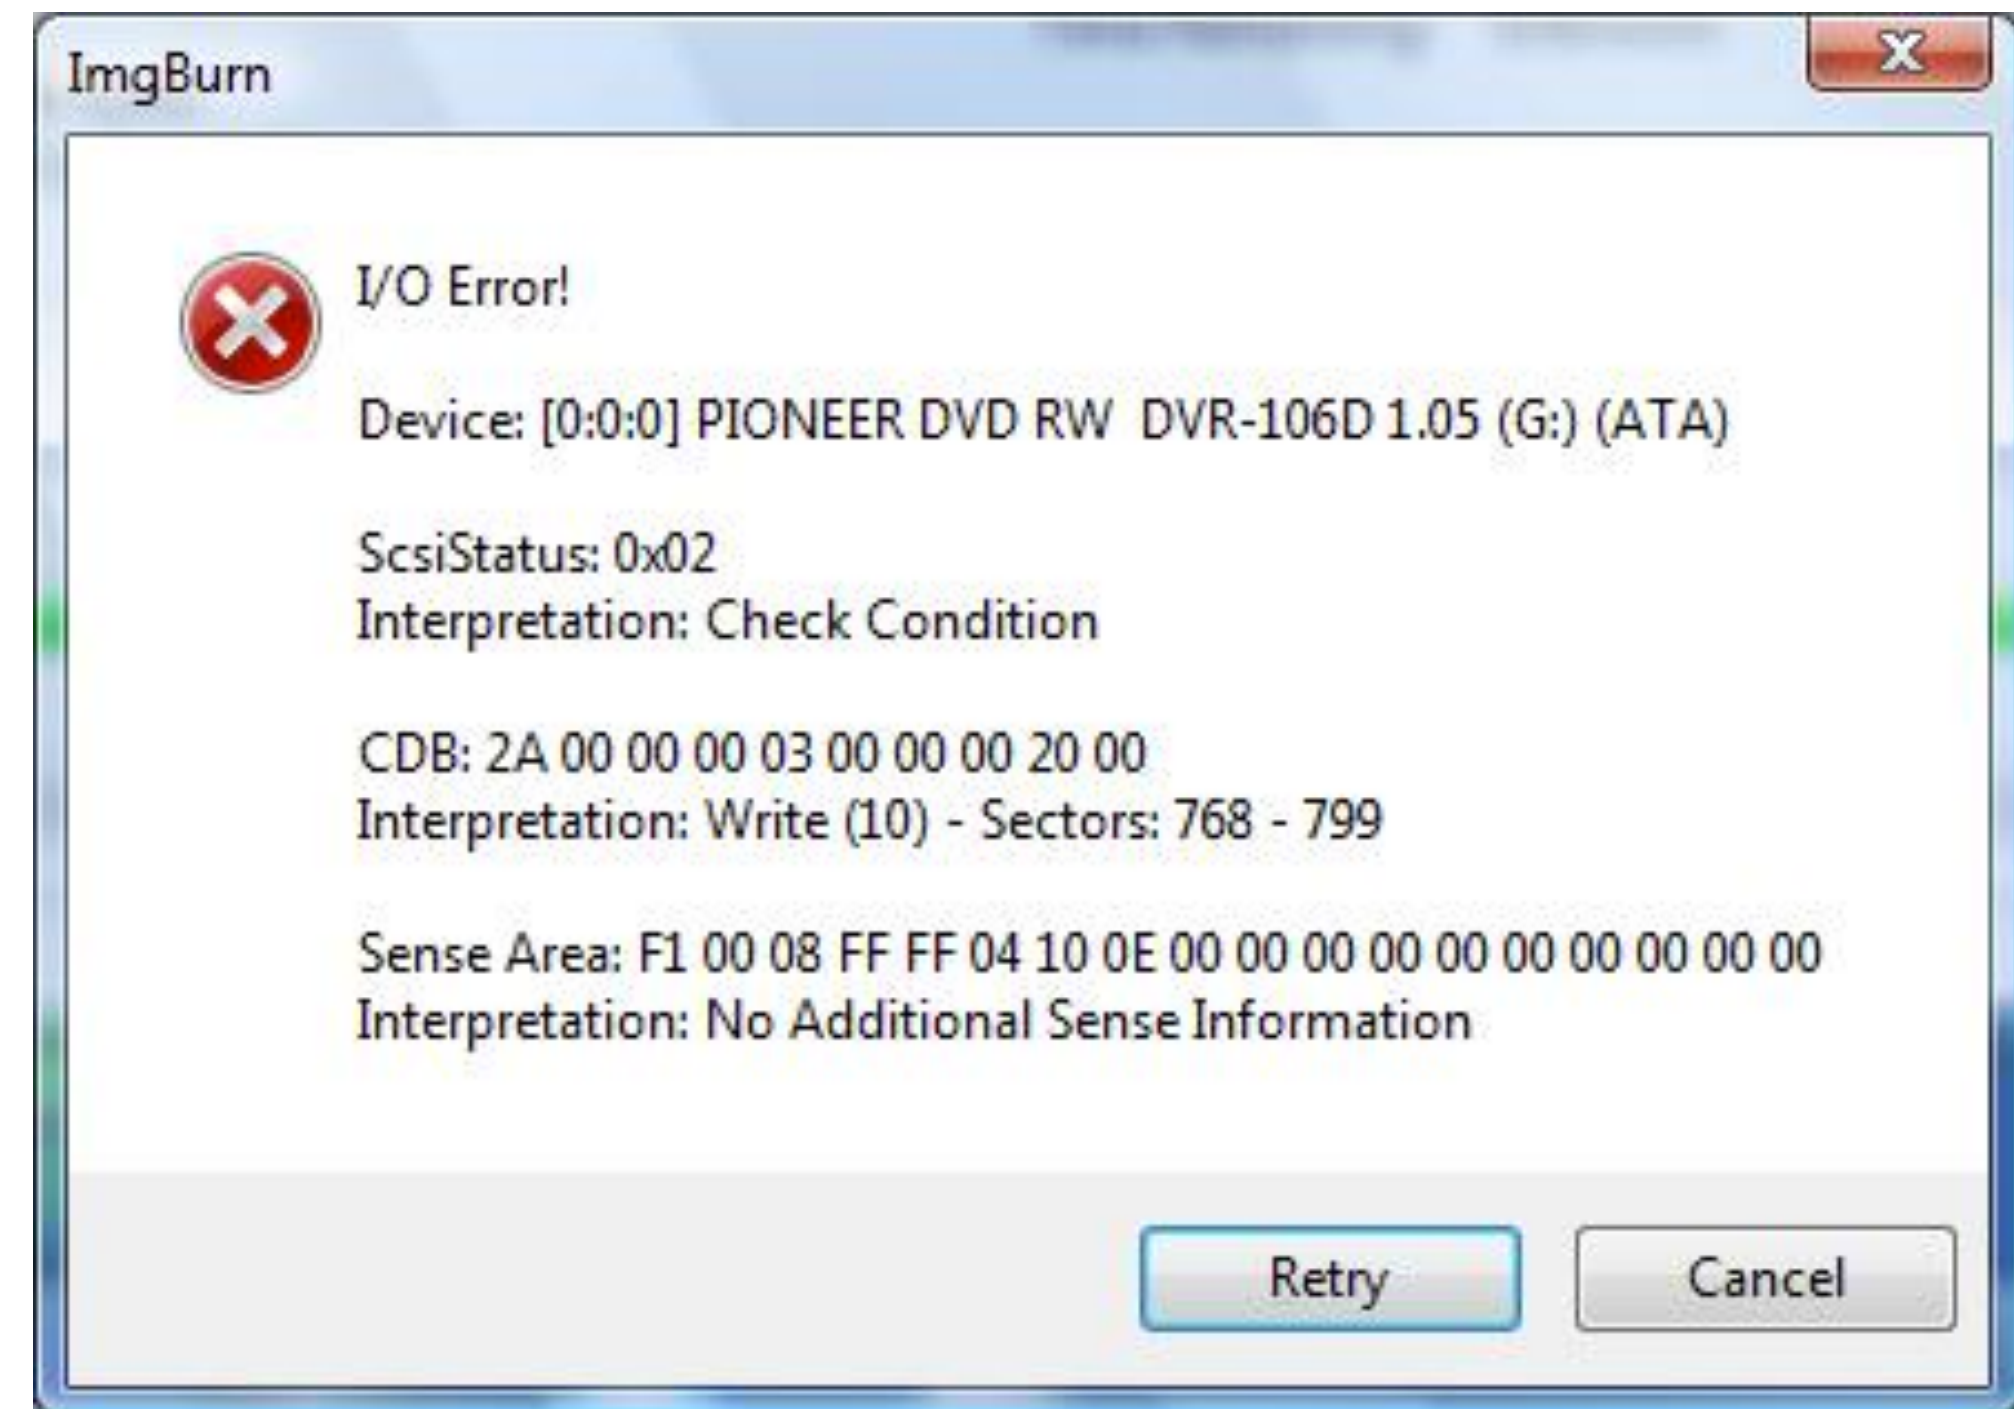 ImgBurn
I/O Error!
Device: [0:0:0] PIONEER DVD RW  DVR-106D 1.05 (G:) (ATA)
ScsiStatus: 0x02
Interpretation: Check Condition
CDB: 2A 00 00 00 03 00 00 00 20 00
Interpretation: Write (10) - Sectors: 768 - 799
Sense Area: F1 00 08 FF FF 04 10 0E 00 00 00 00 00 00 00 00 00 00
Interpretation: No Additional Sense Information
Retry
Cancel